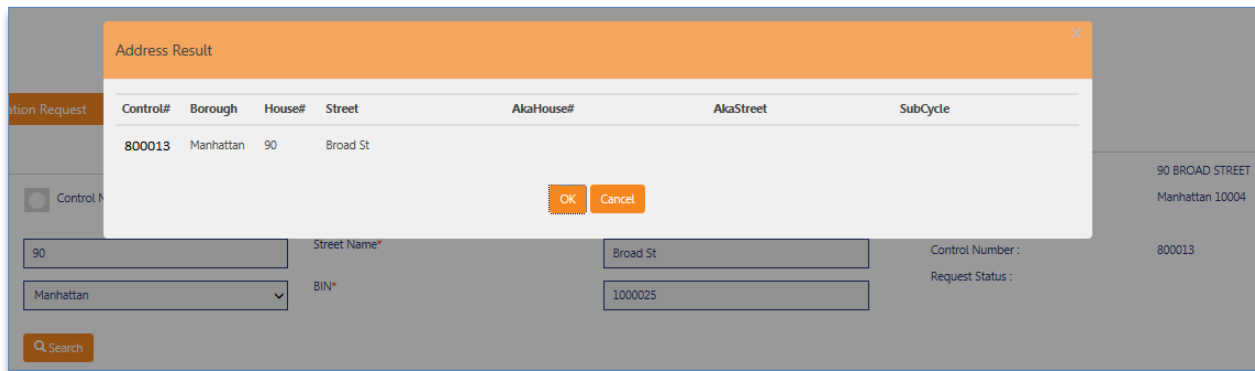 Address Result
x
Control# Borough House# Street AkaHouse# AkaStreet SubCycle
800013 Manhattan 90 Broad St
OK Cancel
ation Request
90 BROAD STREET
Control N
Manhattan 10004
90 Street Name* Broad St Control Number : 800013
Request Status :
Manhattan BIN* 1000025
Search